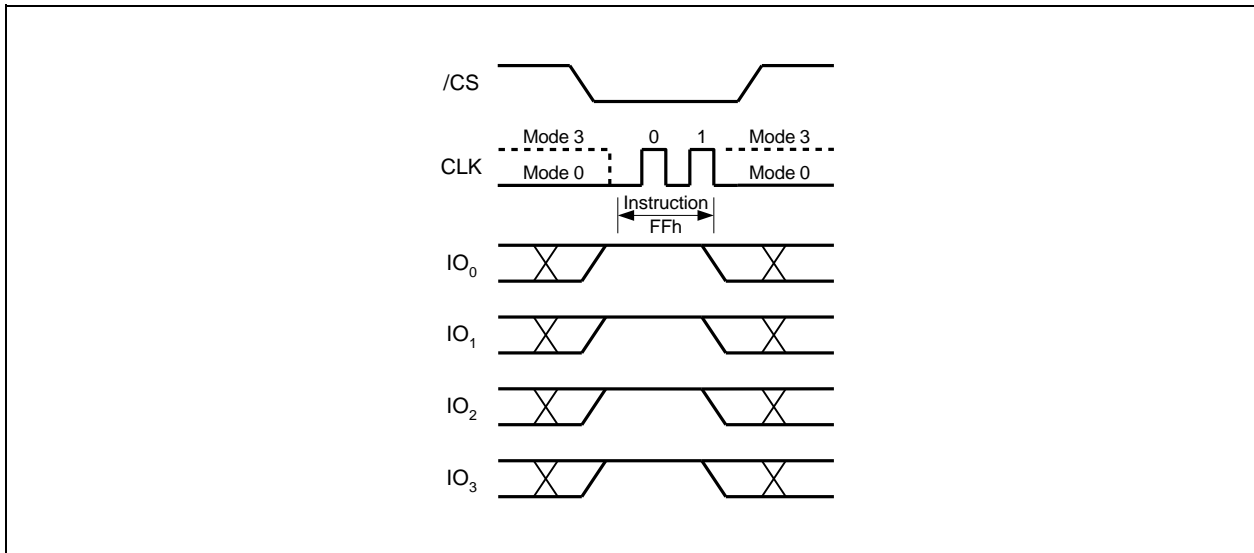 /CS
Mode 3 0 1 Mode 3
CLK
Mode 0 Mode 0
Instruction
FFh
IO0
IO1
IO2
IO3